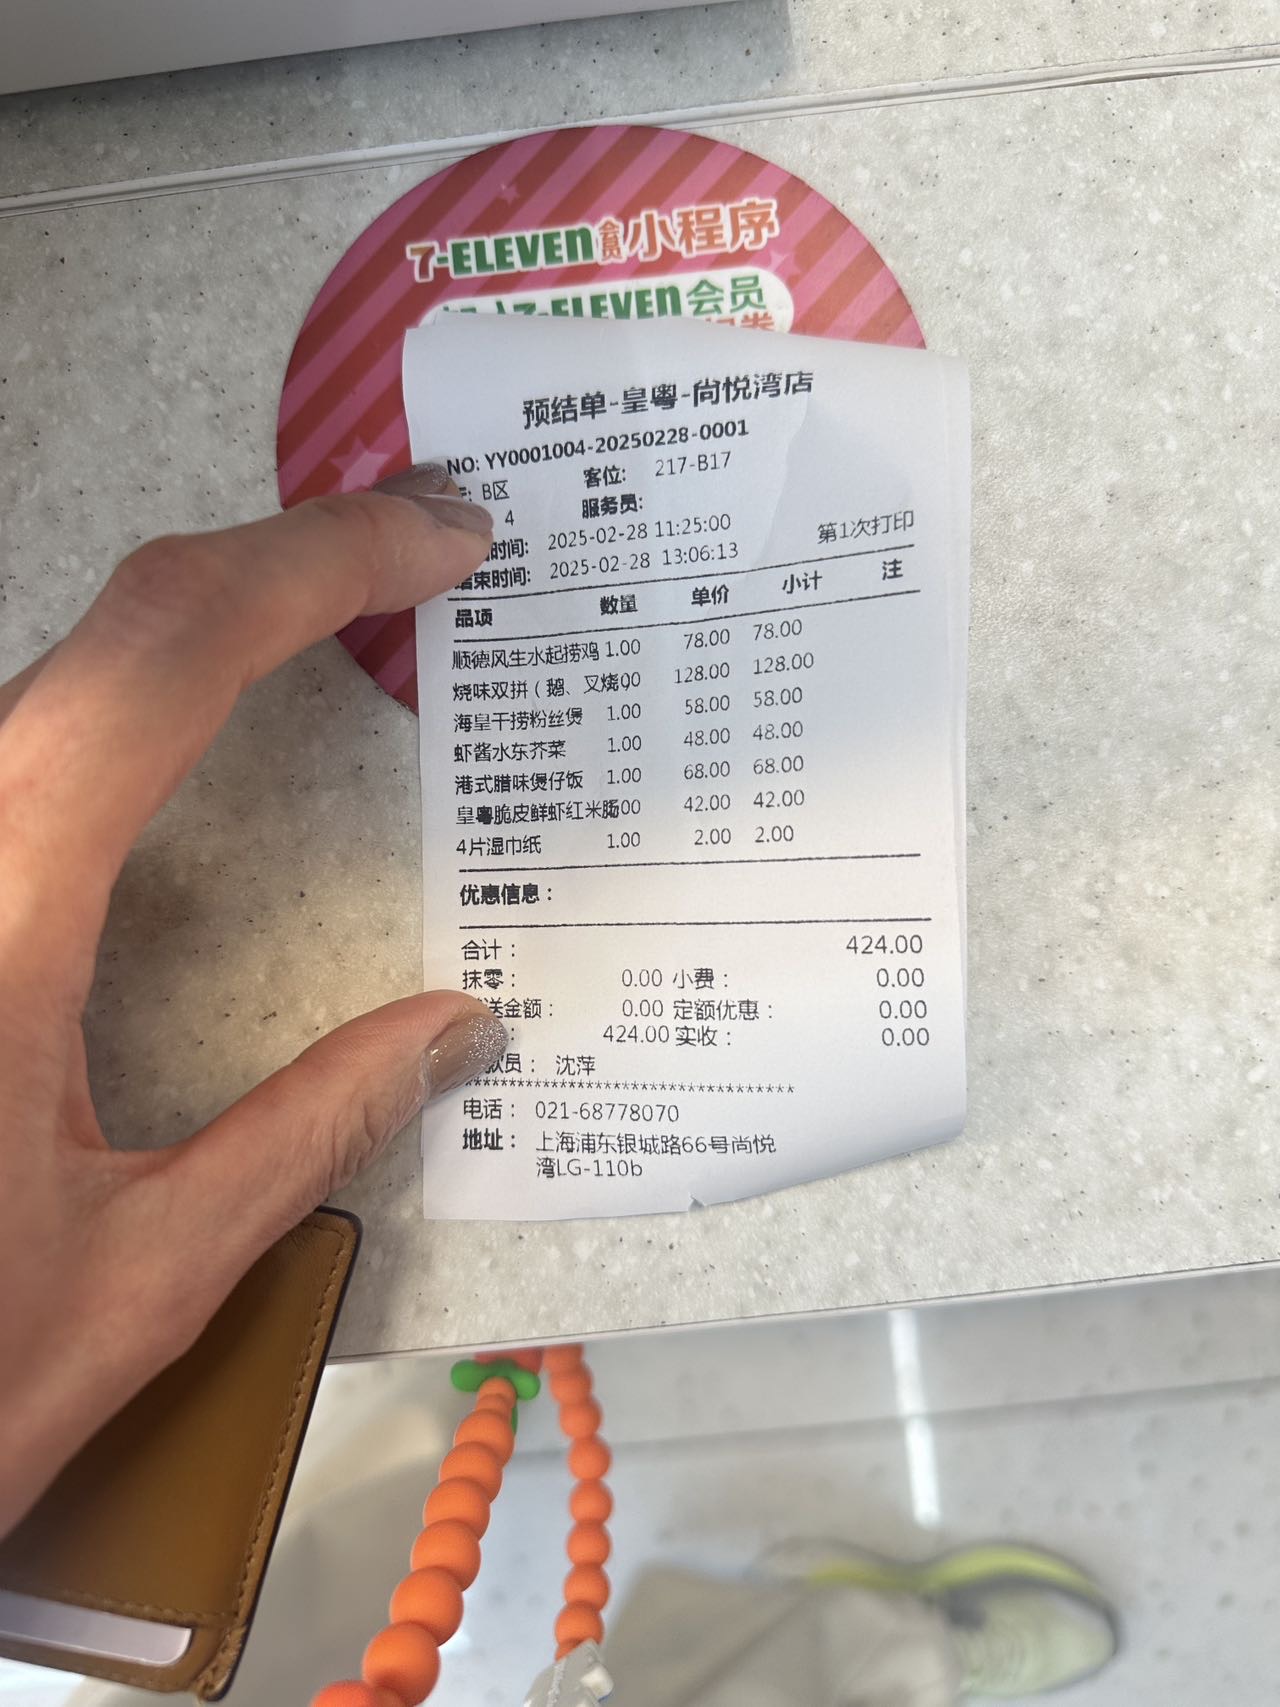 7-ELEVEn会员小程序
7-ELEVEn会员
预结单-皇粤-尚悦湾店
NO: YY0001004-20250228-0001
: B区 客位: 217-B17
4 服务员:
时间: 2025-02-28 11:25:00
结束时间: 2025-02-28 13:06:13 第1次打印
品项 数量 单价 小计 注
顺德风生水起捞鸡 1.00 78.00 78.00
烧味双拼(鹅、叉烧00 128.00 128.00
海皇干捞粉丝煲 1.00 58.00 58.00
虾酱水东芥菜 1.00 48.00 48.00
港式腊味煲仔饭 1.00 68.00 68.00
皇粤脆皮鲜虾红米肠00 42.00 42.00
4片湿巾纸 1.00 2.00 2.00
优惠信息:
合计: 424.00
抹零: 0.00 小费: 0.00
送金额: 0.00 定额优惠: 0.00
: 424.00 实收: 0.00
款员: 沈萍
************************************
电话: 021-68778070
地址: 上海浦东银城路66号尚悦
湾LG-110b